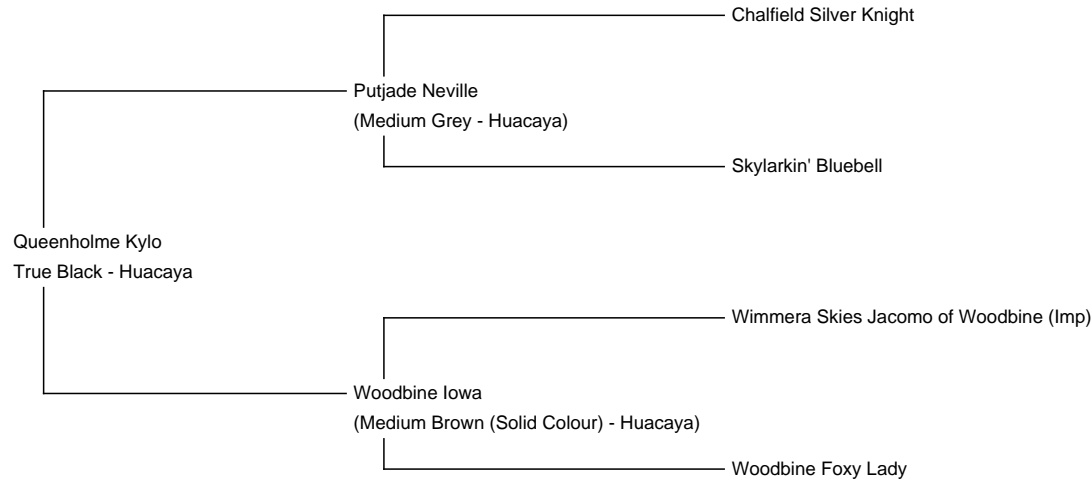 Chalfield Silver Knight
Putjade Neville
(Medium Grey - Huacaya)
Skylarkin' Bluebell
Queenholme Kylo
True Black - Huacaya
Wimmera Skies Jacomo of Woodbine (Imp)
Woodbine Iowa
(Medium Brown (Solid Colour) - Huacaya)
Woodbine Foxy Lady